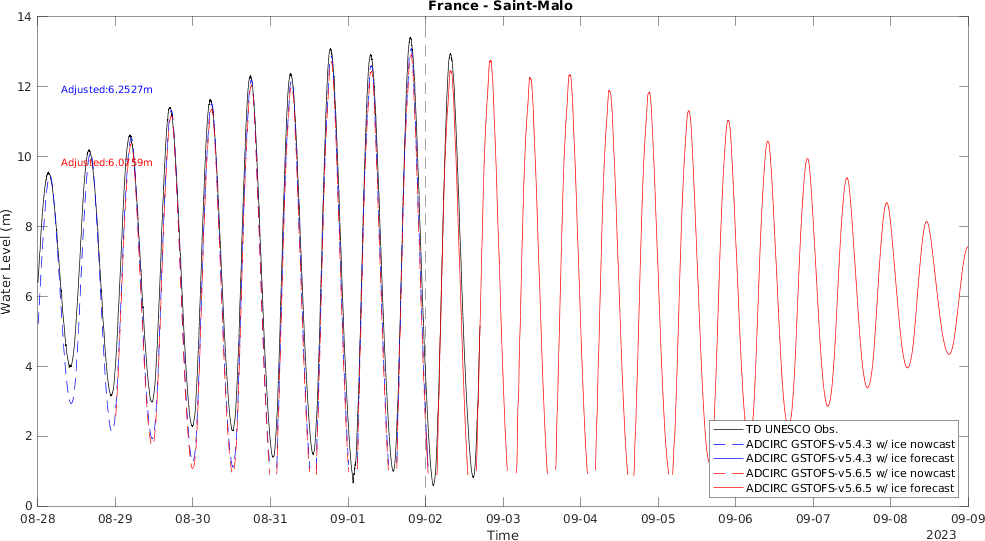 France - Saint-Malo
14
12
10
8
6
4
2
0
Water Level (m)
Adjusted:6.2527m
Adjusted:6.0759m
TD UNESCO Obs.
ADCIRC GSTOFS-v5.4.3 w/ ice nowcast
ADCIRC GSTOFS-v5.4.3 w/ ice forecast
ADCIRC GSTOFS-v5.6.5 w/ ice nowcast
ADCIRC GSTOFS-v5.6.5 w/ ice forecast
08-28 08-29 08-30 08-31 09-01 09-02 09-03 09-04 09-05 09-06 09-07 09-08 09-09
Time
2023